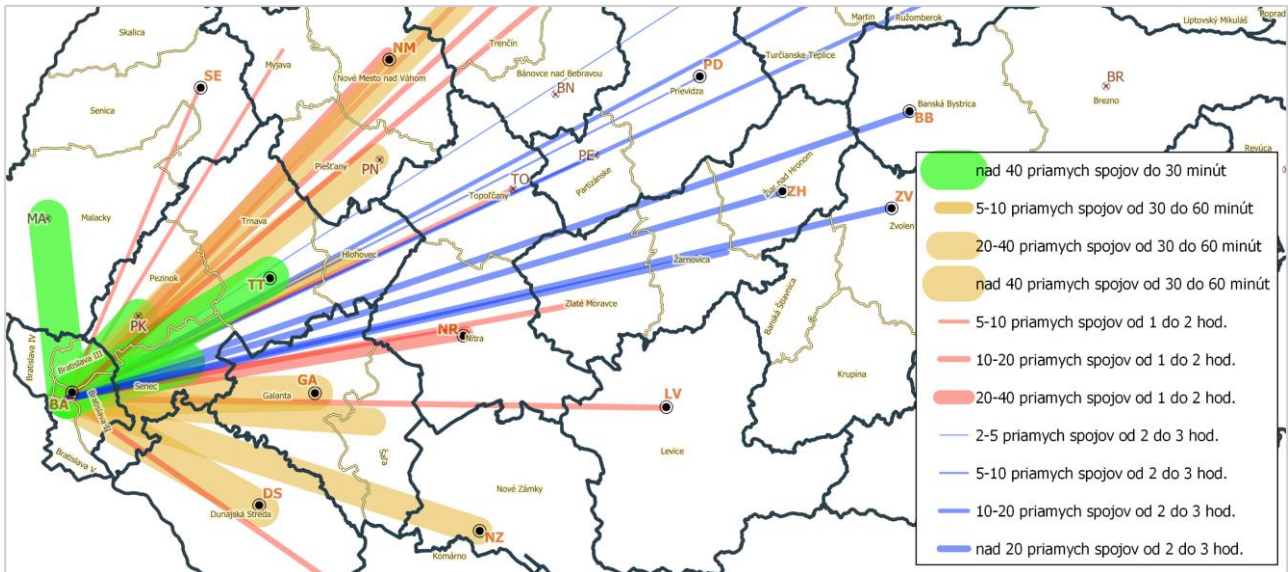 Skalica
Myjava
Trenčín
Martin
Ružomberok
Liptovský Mikuláš
Poprad
SE
NM
Nové Mesto nad Váhom
Bánovce nad Bebravou
BN
PD
Prievidza
Turčianske Teplice
BR
Brezno
Senica
Banská Bystrica
BB
Revúca
Piešťany
PN
TO
Topoľčany
PE
Partizánske
Žiar nad Hronom
ZH
ZV
Zvolen
MA
Malacky
Trnava
Hlohovec
Pezinok
TT
Žarnovica
Banská Štiavnica
Zlaté Moravce
PK
NR
Nitra
Bratislava IV
Bratislava III
Senec
BA
Bratislava II
GA
Galanta
LV
Levice
Krupina
Bratislava V
Šaľa
DS
Dunajská Streda
Nové Zámky
NZ
Komárno
nad 40 priamych spojov do 30 minút
5-10 priamych spojov od 30 do 60 minút
20-40 priamych spojov od 30 do 60 minút
nad 40 priamych spojov od 30 do 60 minút
5-10 priamych spojov od 1 do 2 hod.
10-20 priamych spojov od 1 do 2 hod.
20-40 priamych spojov od 1 do 2 hod.
2-5 priamych spojov od 2 do 3 hod.
5-10 priamych spojov od 2 do 3 hod.
10-20 priamych spojov od 2 do 3 hod.
nad 20 priamych spojov od 2 do 3 hod.